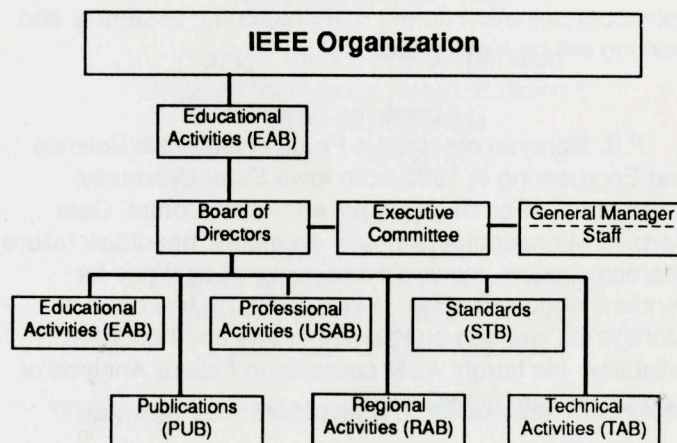 IEEE Organization
Educational
Activities (EAB)
Board of
Directors
Executive
Committee
General Manager
Staff
Educational
Activities (EAB)
Professional
Activities (USAB)
Standards
(STB)
Publications
(PUB)
Regional
Activities (RAB)
Technical
Activities (TAB)